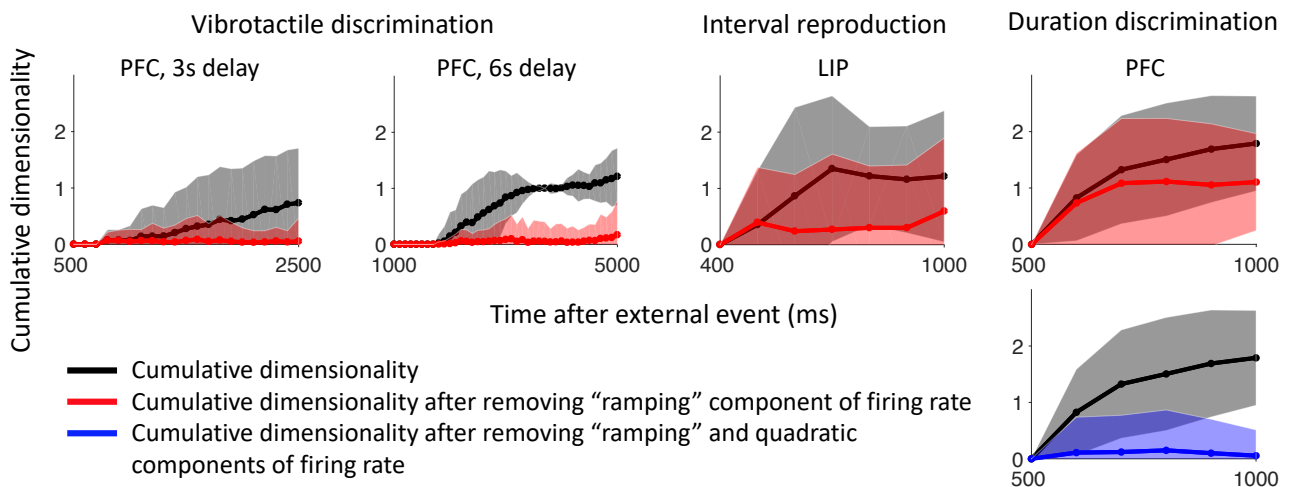 Vibrotactile discrimination
Interval reproduction
Duration discrimination
PFC, 3s delay
PFC, 6s delay
LIP
PFC
Cumulative dimensionality
2
1
0
500
2500
2
1
0
1000
5000
2
1
0
400
1000
2
1
0
500
1000
Time after external event (ms)
2
1
0
500
1000
Cumulative dimensionality
Cumulative dimensionality after removing “ramping” component of firing rate
Cumulative dimensionality after removing “ramping” and quadratic
components of firing rate